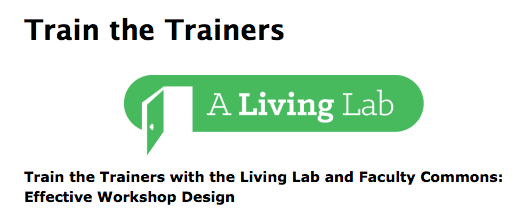 Train the Trainers
A Living Lab
Train the Trainers with the Living Lab and Faculty Commons:
Effective Workshop Design